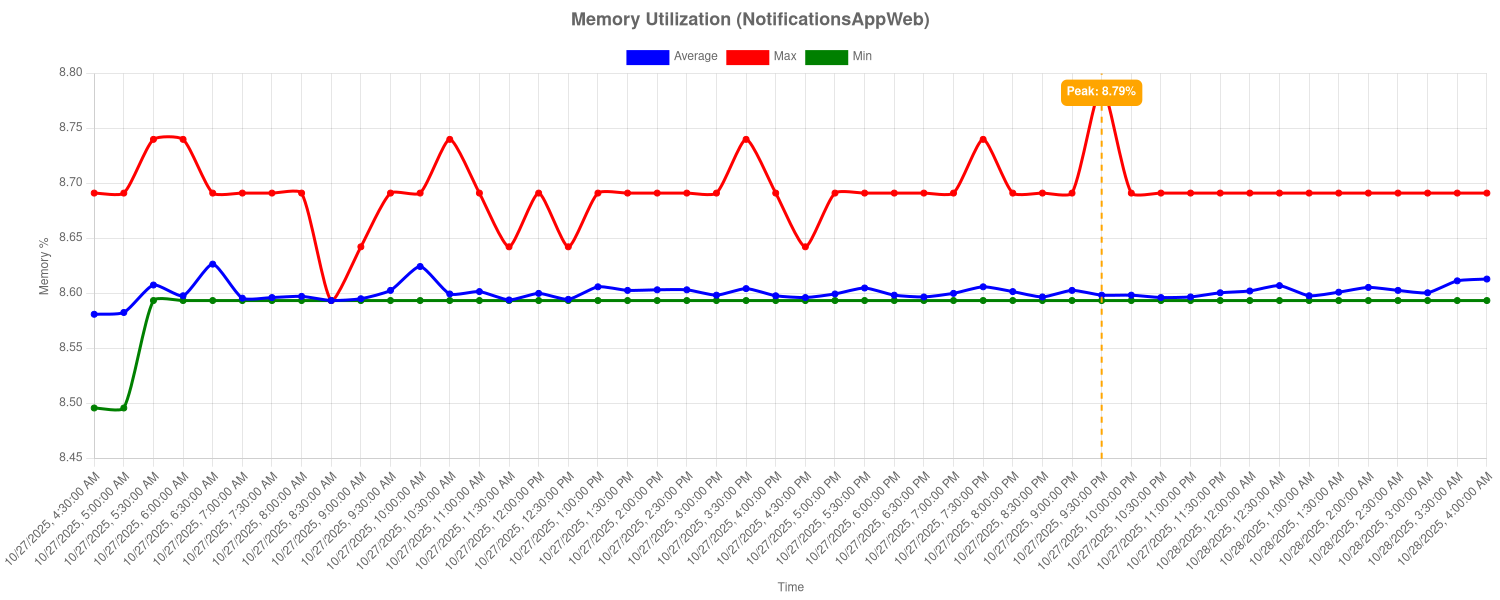 Memory Utilization (NotificationsAppWeb)
Average
Max
Min
Peak: 8.79%
8.80
8.75
8.70
8.65
8.60
8.55
8.50
8.45
Memory %
10/27/2025, 4:30:00 AM
10/27/2025, 5:00:00 AM
10/27/2025, 5:30:00 AM
10/27/2025, 6:00:00 AM
10/27/2025, 6:30:00 AM
10/27/2025, 7:00:00 AM
10/27/2025, 7:30:00 AM
10/27/2025, 8:00:00 AM
10/27/2025, 8:30:00 AM
10/27/2025, 9:00:00 AM
10/27/2025, 9:30:00 AM
10/27/2025, 10:00:00 AM
10/27/2025, 10:30:00 AM
10/27/2025, 11:00:00 AM
10/27/2025, 11:30:00 AM
10/27/2025, 12:00:00 PM
10/27/2025, 12:30:00 PM
10/27/2025, 1:00:00 PM
10/27/2025, 1:30:00 PM
10/27/2025, 2:00:00 PM
10/27/2025, 2:30:00 PM
10/27/2025, 3:00:00 PM
10/27/2025, 3:30:00 PM
10/27/2025, 4:00:00 PM
10/27/2025, 4:30:00 PM
10/27/2025, 5:00:00 PM
10/27/2025, 5:30:00 PM
10/27/2025, 6:00:00 PM
10/27/2025, 6:30:00 PM
10/27/2025, 7:00:00 PM
10/27/2025, 7:30:00 PM
10/27/2025, 8:00:00 PM
10/27/2025, 8:30:00 PM
10/27/2025, 9:00:00 PM
10/27/2025, 9:30:00 PM
10/27/2025, 10:00:00 PM
10/27/2025, 10:30:00 PM
10/27/2025, 11:00:00 PM
10/27/2025, 11:30:00 PM
10/28/2025, 12:00:00 AM
10/28/2025, 12:30:00 AM
10/28/2025, 1:00:00 AM
10/28/2025, 1:30:00 AM
10/28/2025, 2:00:00 AM
10/28/2025, 2:30:00 AM
10/28/2025, 3:00:00 AM
10/28/2025, 3:30:00 AM
10/28/2025, 4:00:00 AM
Time